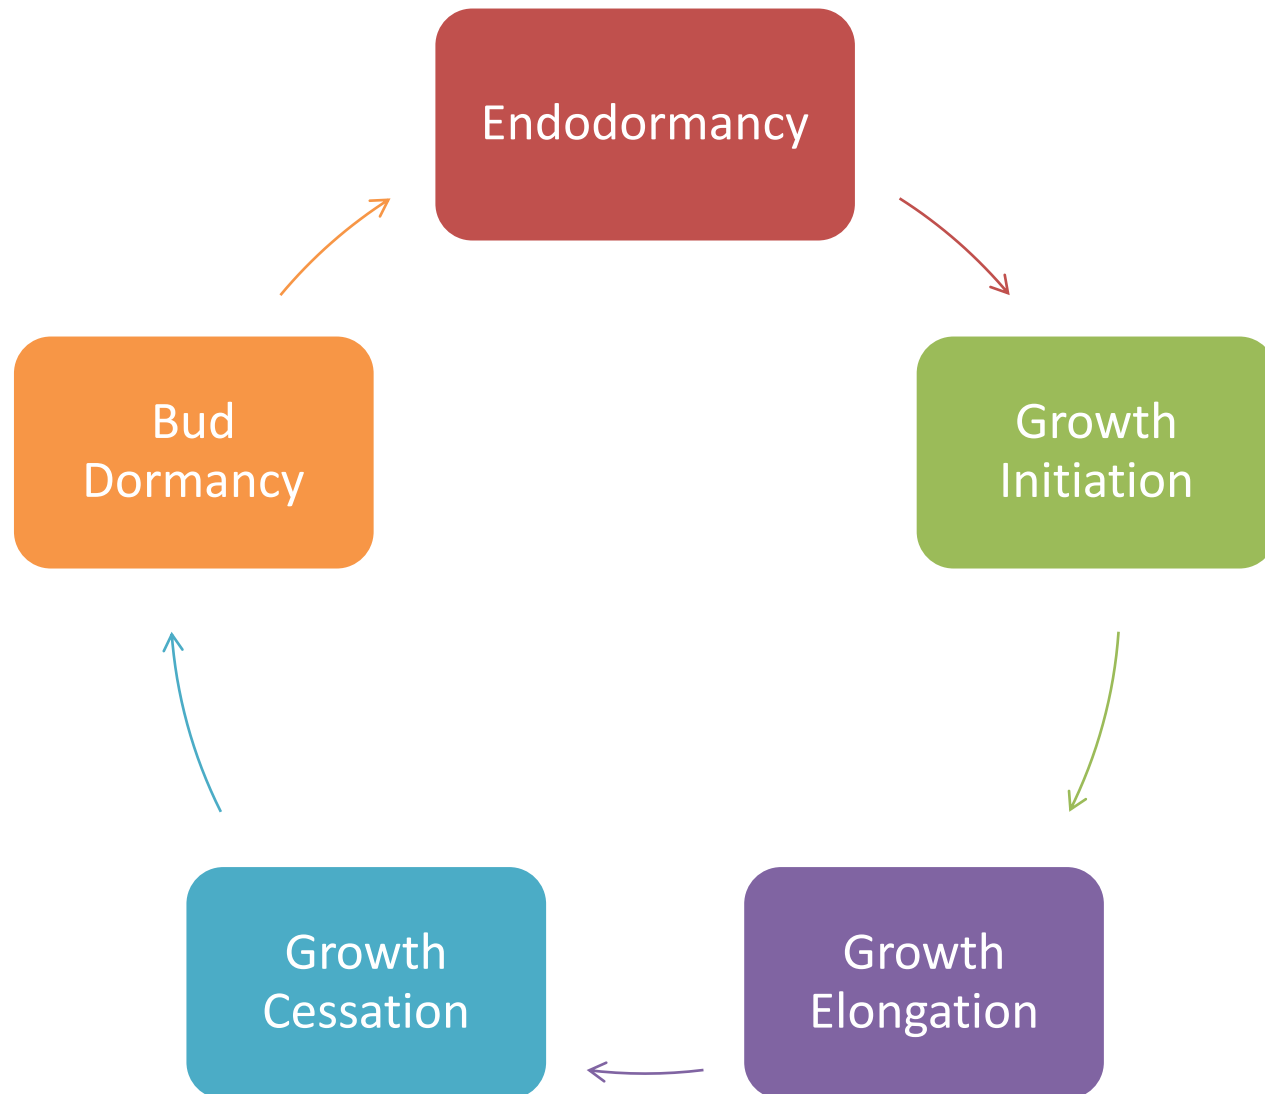 Endodormancy
Growth
Initiation
Growth
Elongation
Growth
Cessation
Bud
Dormancy